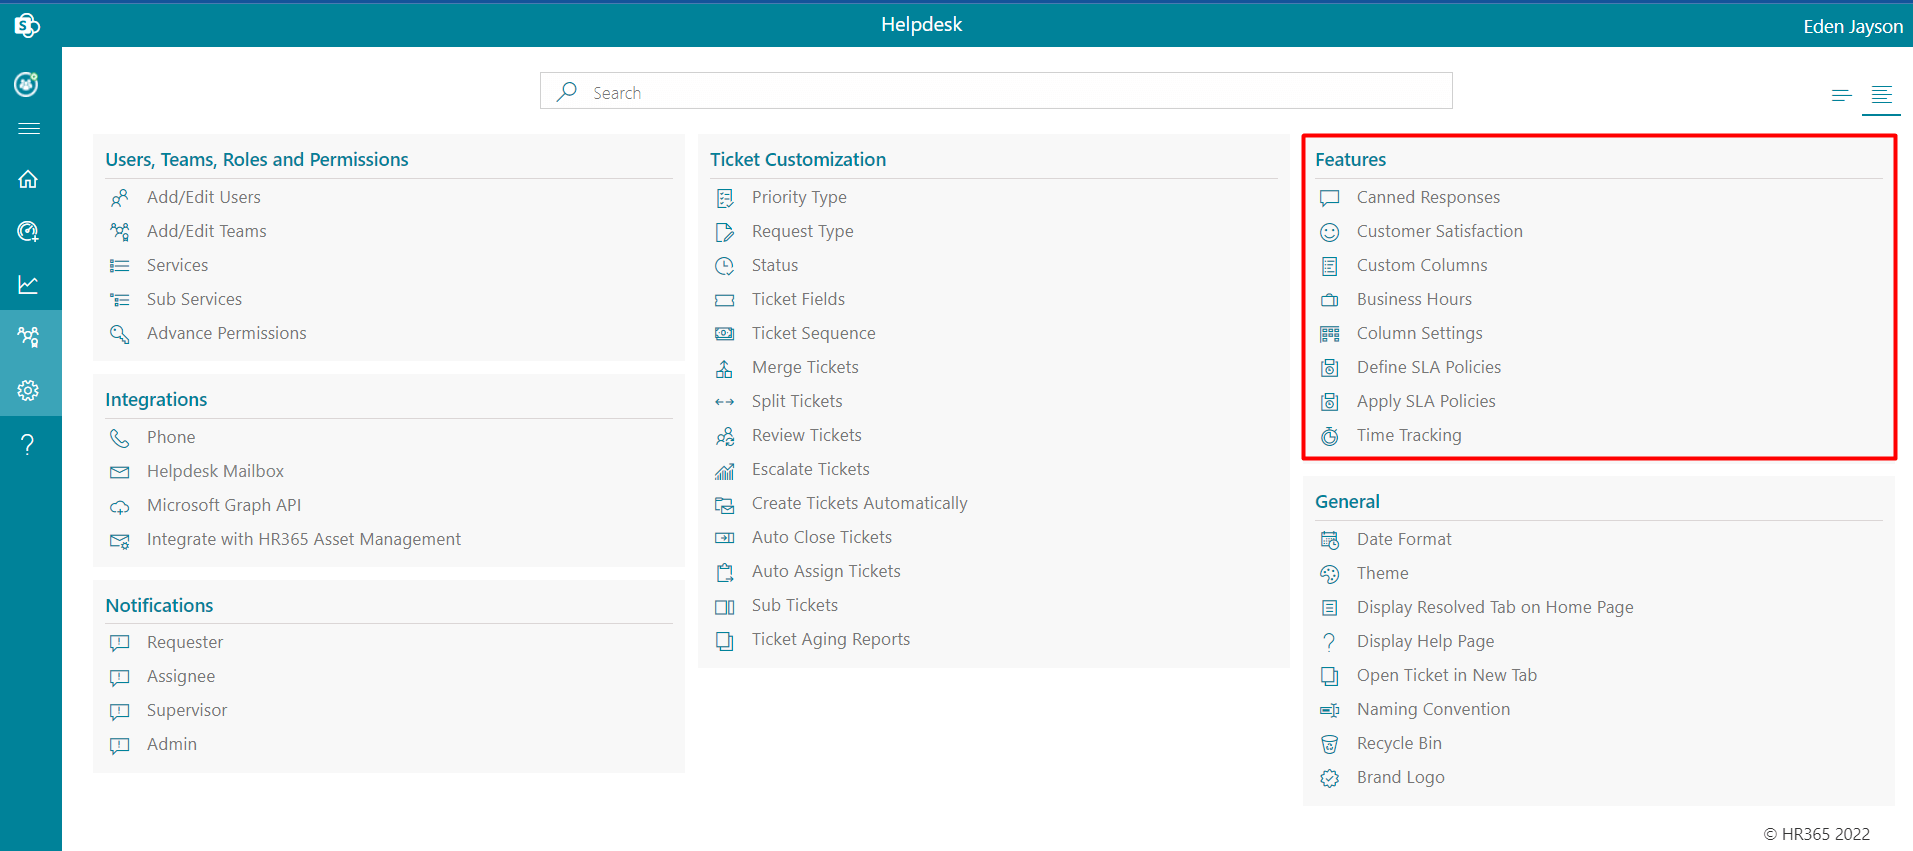 Helpdesk
Eden Jayson
Search
Users, Teams, Roles and Permissions
Add/Edit Users
Add/Edit Teams
Services
Sub Services
Advance Permissions
Integrations
Phone
Helpdesk Mailbox
Microsoft Graph API
Integrate with HR365 Asset Management
Notifications
Requester
Assignee
Supervisor
Admin
Ticket Customization
Priority Type
Request Type
Status
Ticket Fields
Ticket Sequence
Merge Tickets
Split Tickets
Review Tickets
Escalate Tickets
Create Tickets Automatically
Auto Close Tickets
Auto Assign Tickets
Sub Tickets
Ticket Aging Reports
Features
Canned Responses
Customer Satisfaction
Custom Columns
Business Hours
Column Settings
Define SLA Policies
Apply SLA Policies
Time Tracking
General
Date Format
Theme
Display Resolved Tab on Home Page
Display Help Page
Open Ticket in New Tab
Naming Convention
Recycle Bin
Brand Logo
© HR365 2022